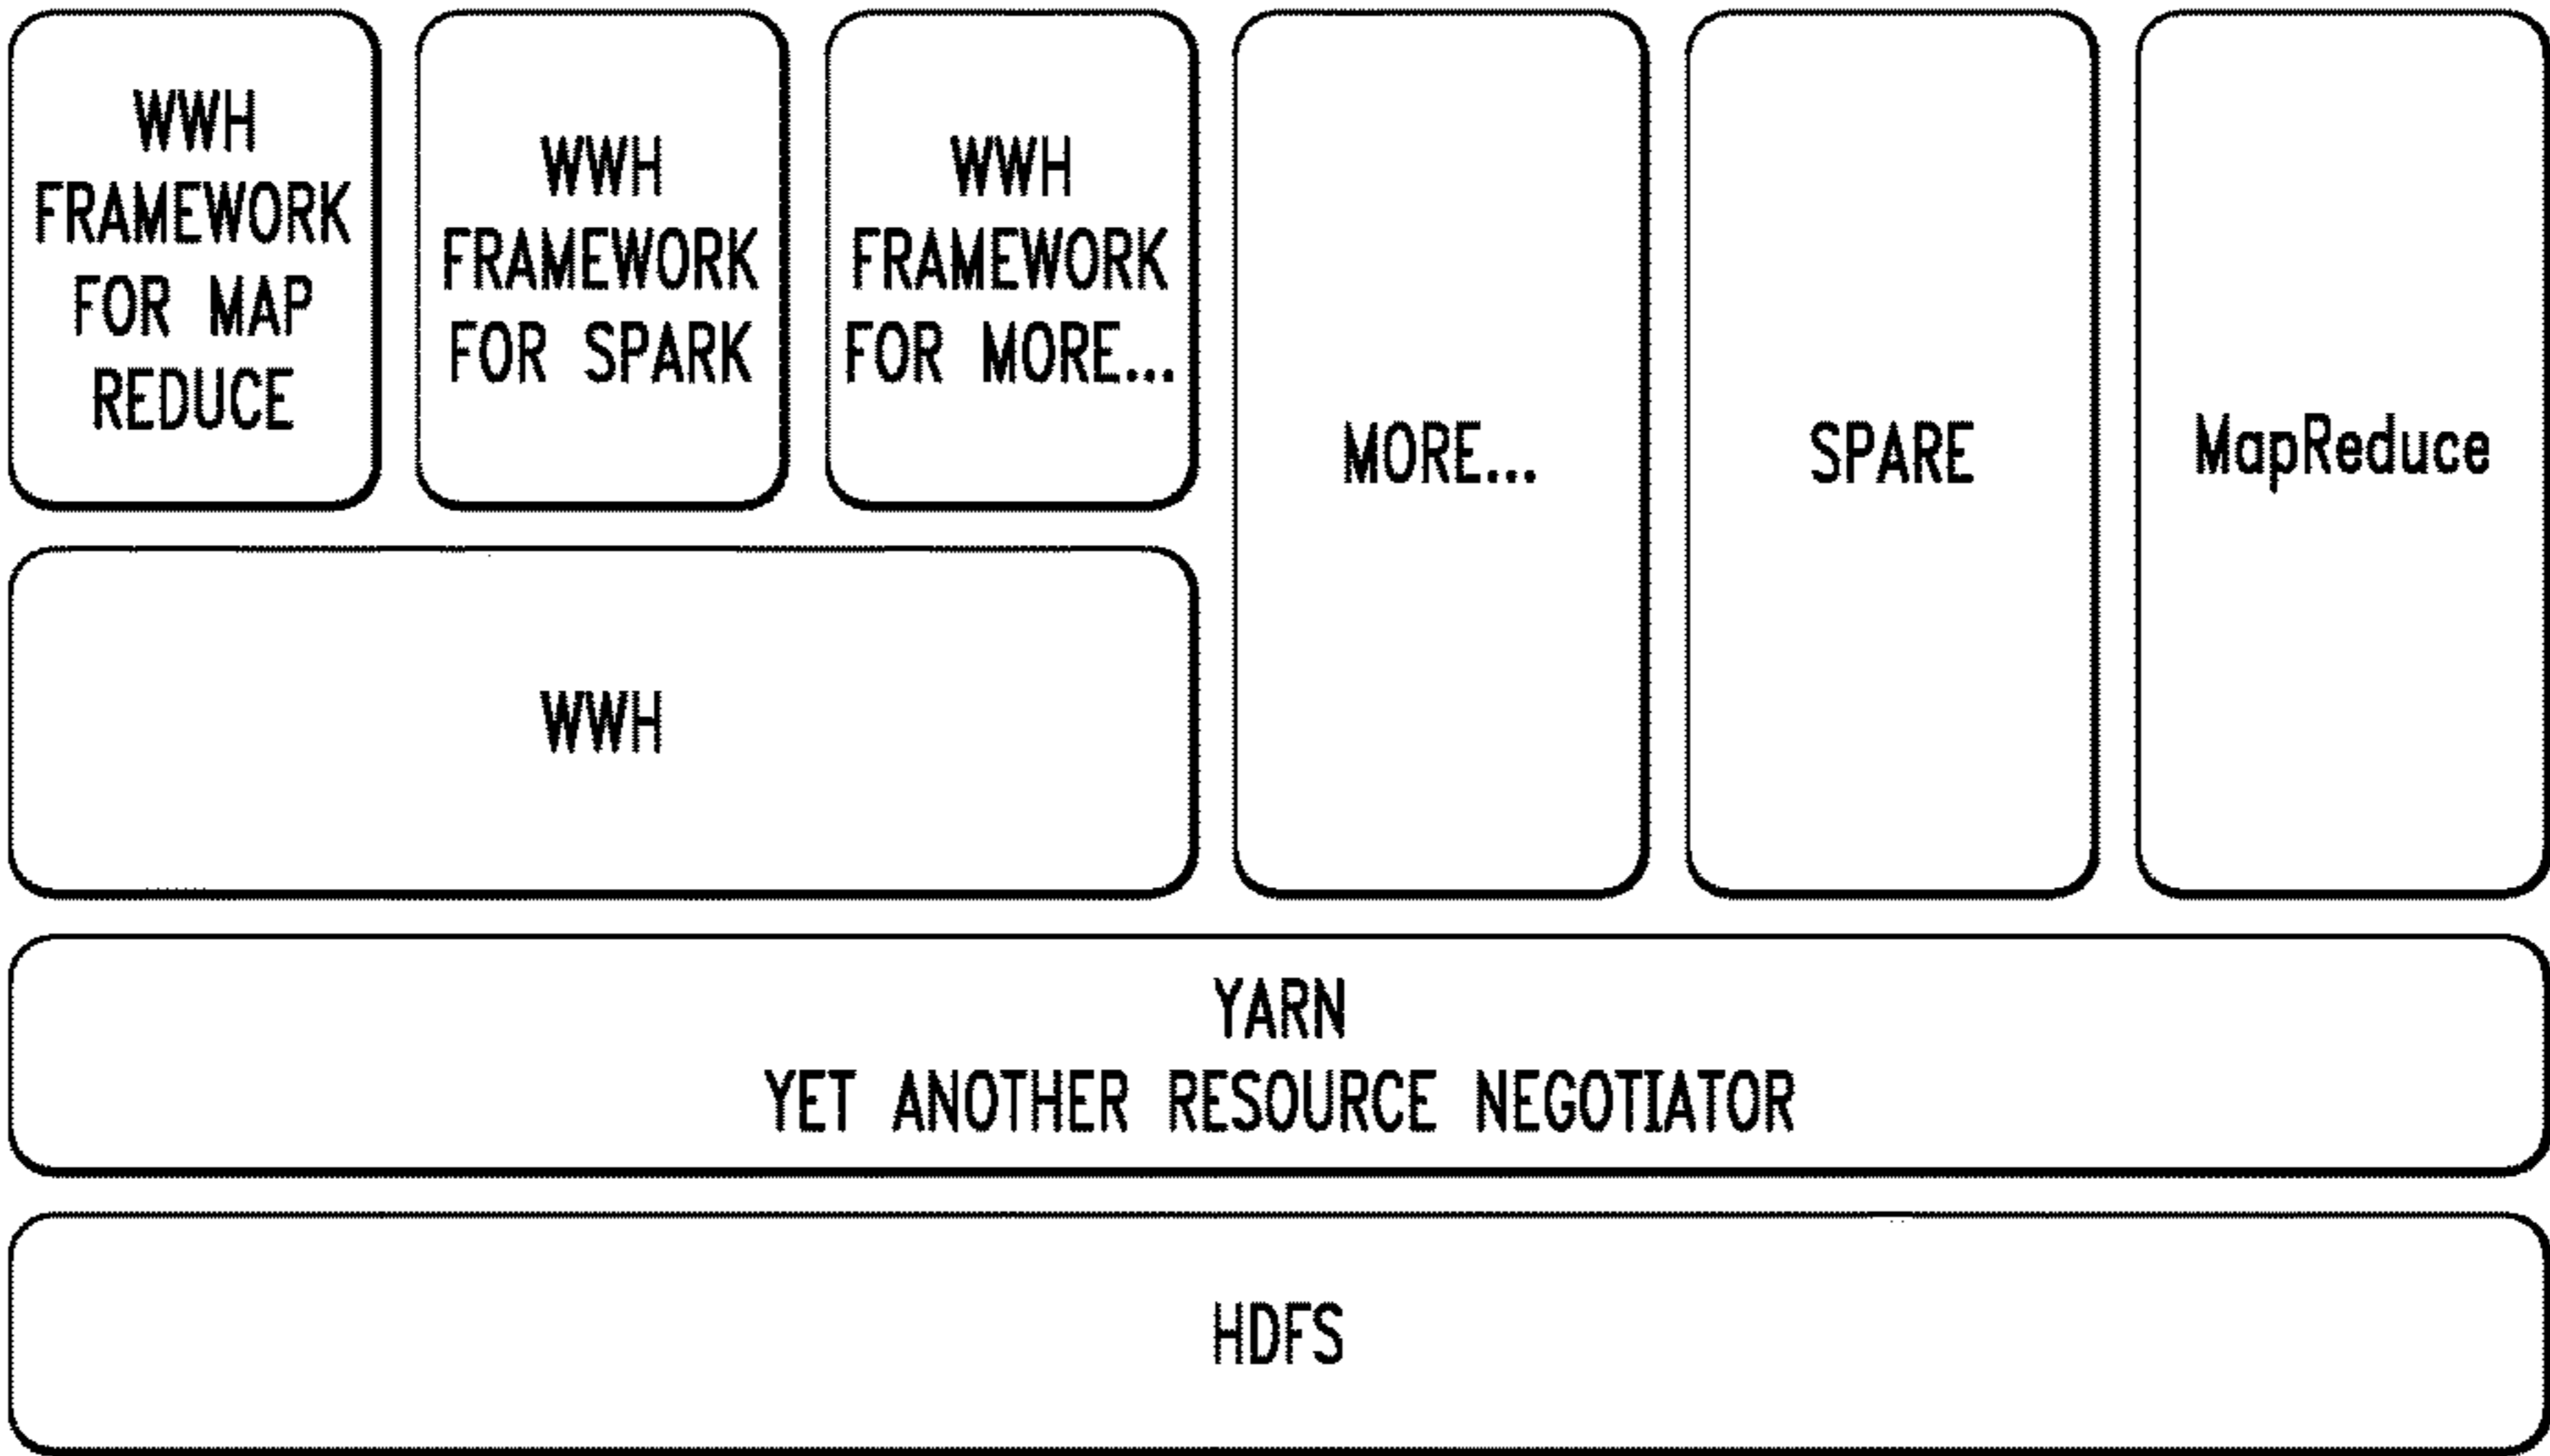 WWH
FRAMEWORK
FOR MAP
REDUCE
WWH
FRAMEWORK
FOR SPARK
WWH
FRAMEWORK
FOR MORE...
MORE...
SPARE
MapReduce
WWH
YARN
YET ANOTHER RESOURCE NEGOTIATOR
HDFS